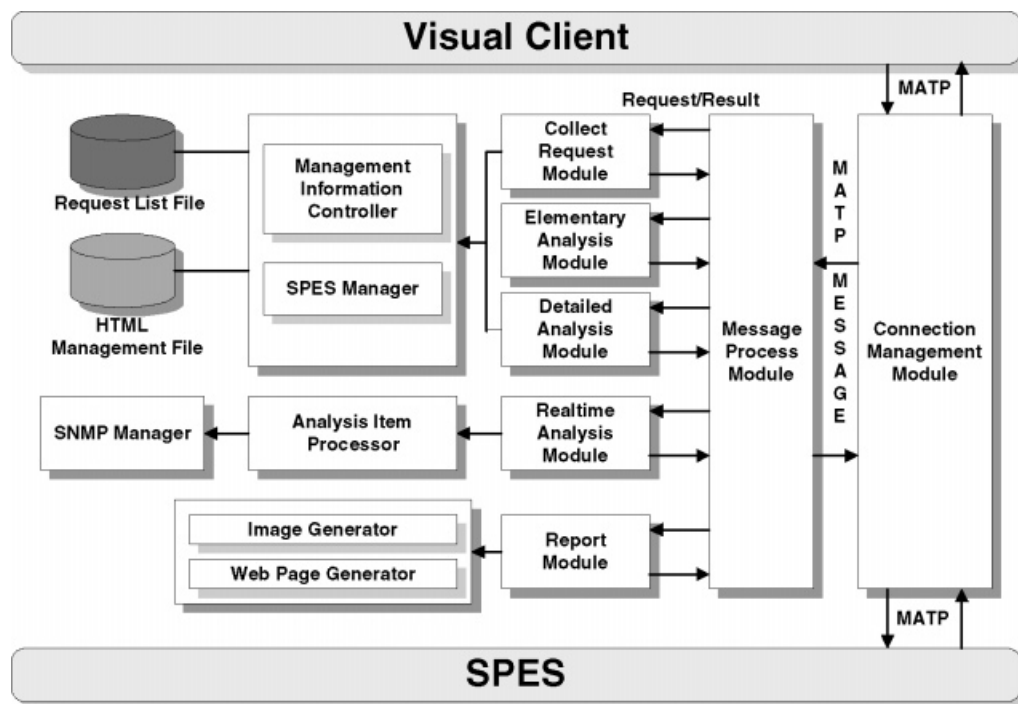 Visual Client
MATP
Request/Result
Request List File
Management
Information
Controller
Collect
Request
Module
HTML
Management File
SPES Manager
Elementary
Analysis
Module
Detailed
Analysis
Module
Message
Process
Module
MATP MESSAGE
Connection
Management
Module
SNMP Manager
Analysis Item
Processor
Realtime
Analysis
Module
Image Generator
Web Page Generator
Report
Module
MATP
SPES